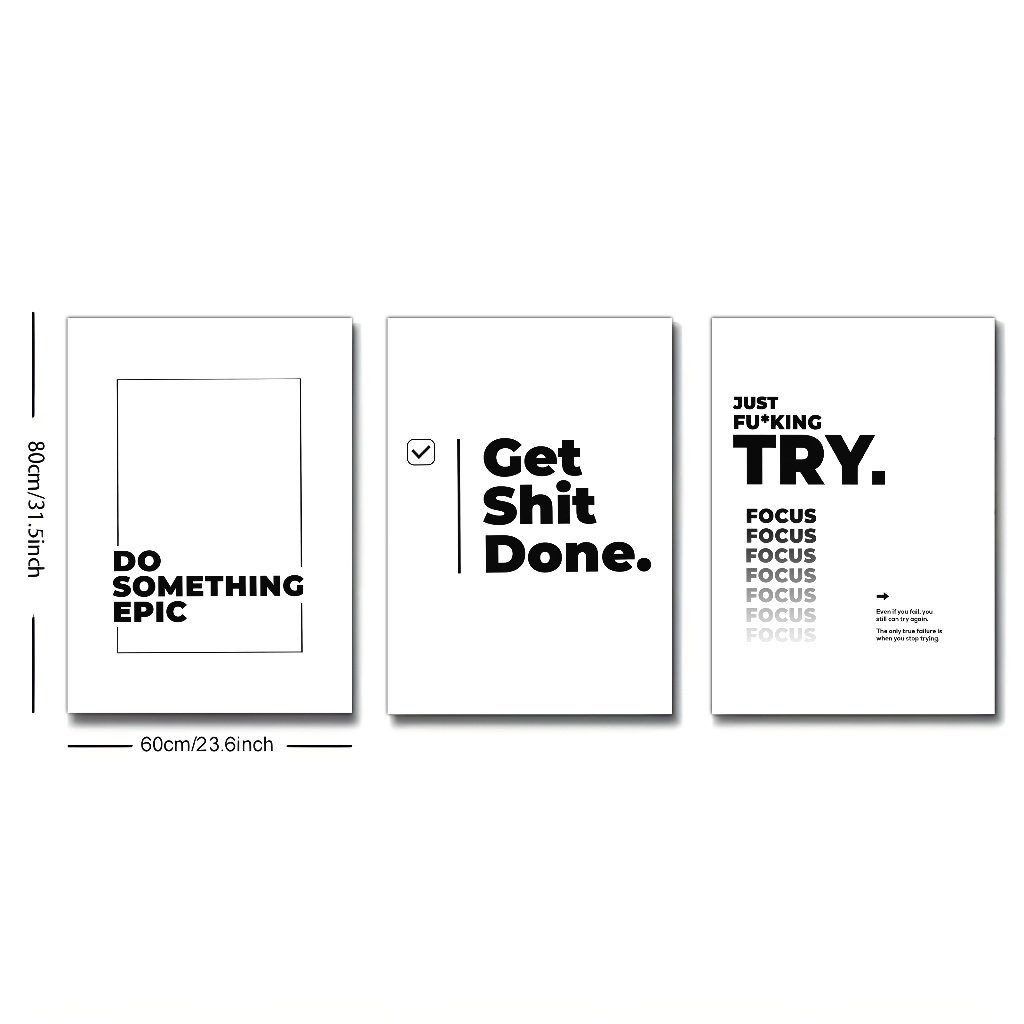 80cm/31.5inch
DO
SOMETHING
EPIC
60cm/23.6inch
Get
Shit
Done.
JUST
FU*KING
TRY.
FOCUS
FOCUS
FOCUS
FOCUS
FOCUS
FOCUS
FOCUS
Even if you fail, you
still can try again.
The only true failure is
when you stop trying.